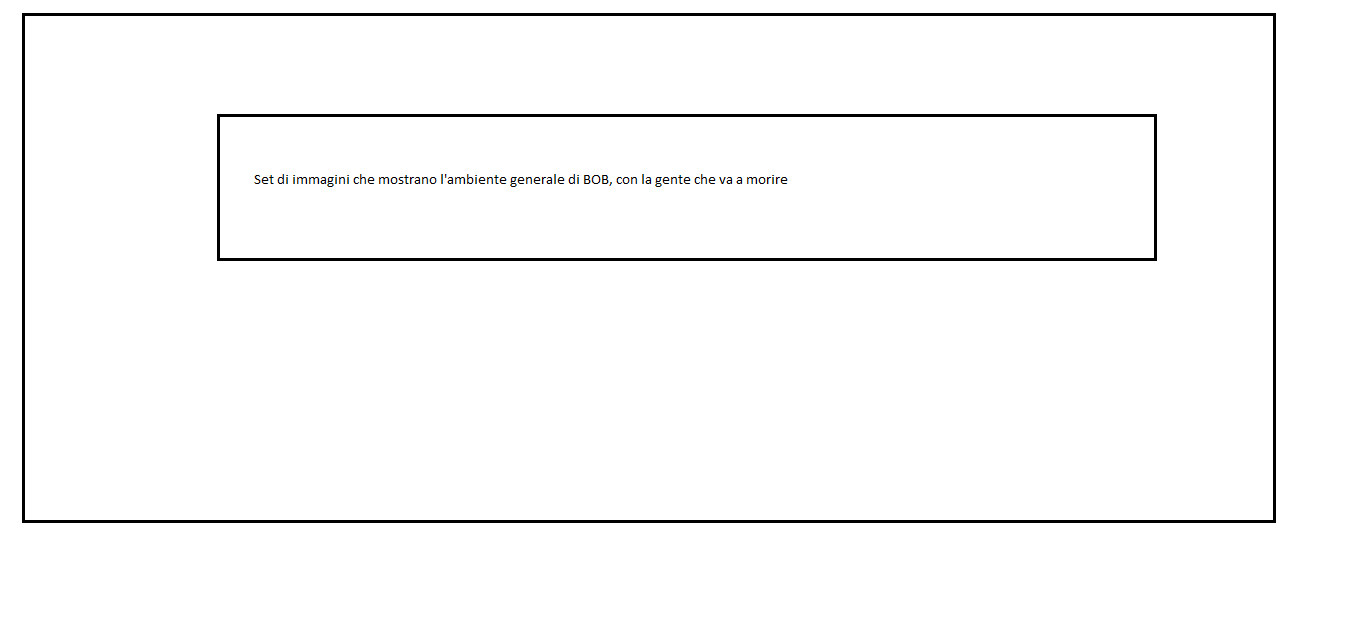 Set di immagini che mostrano l'ambiente generale di BOB, con la gente che va a morire